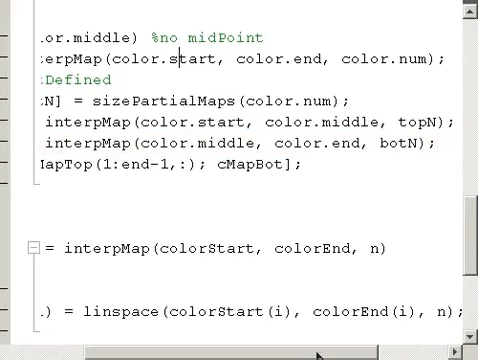 or.middle) %no midPoint
erpMap(color.start, color.end, color.num);
Defined
N] = sizePartialMaps(color.num);
interpMap(color.start, color.middle, topN);
interpMap(color.middle, color.end, botN);
MapTop(1:end-1,:); cMapBot];
= interpMap(colorStart, colorEnd, n)
) = linspace(colorStart(i), colorEnd(i), n);